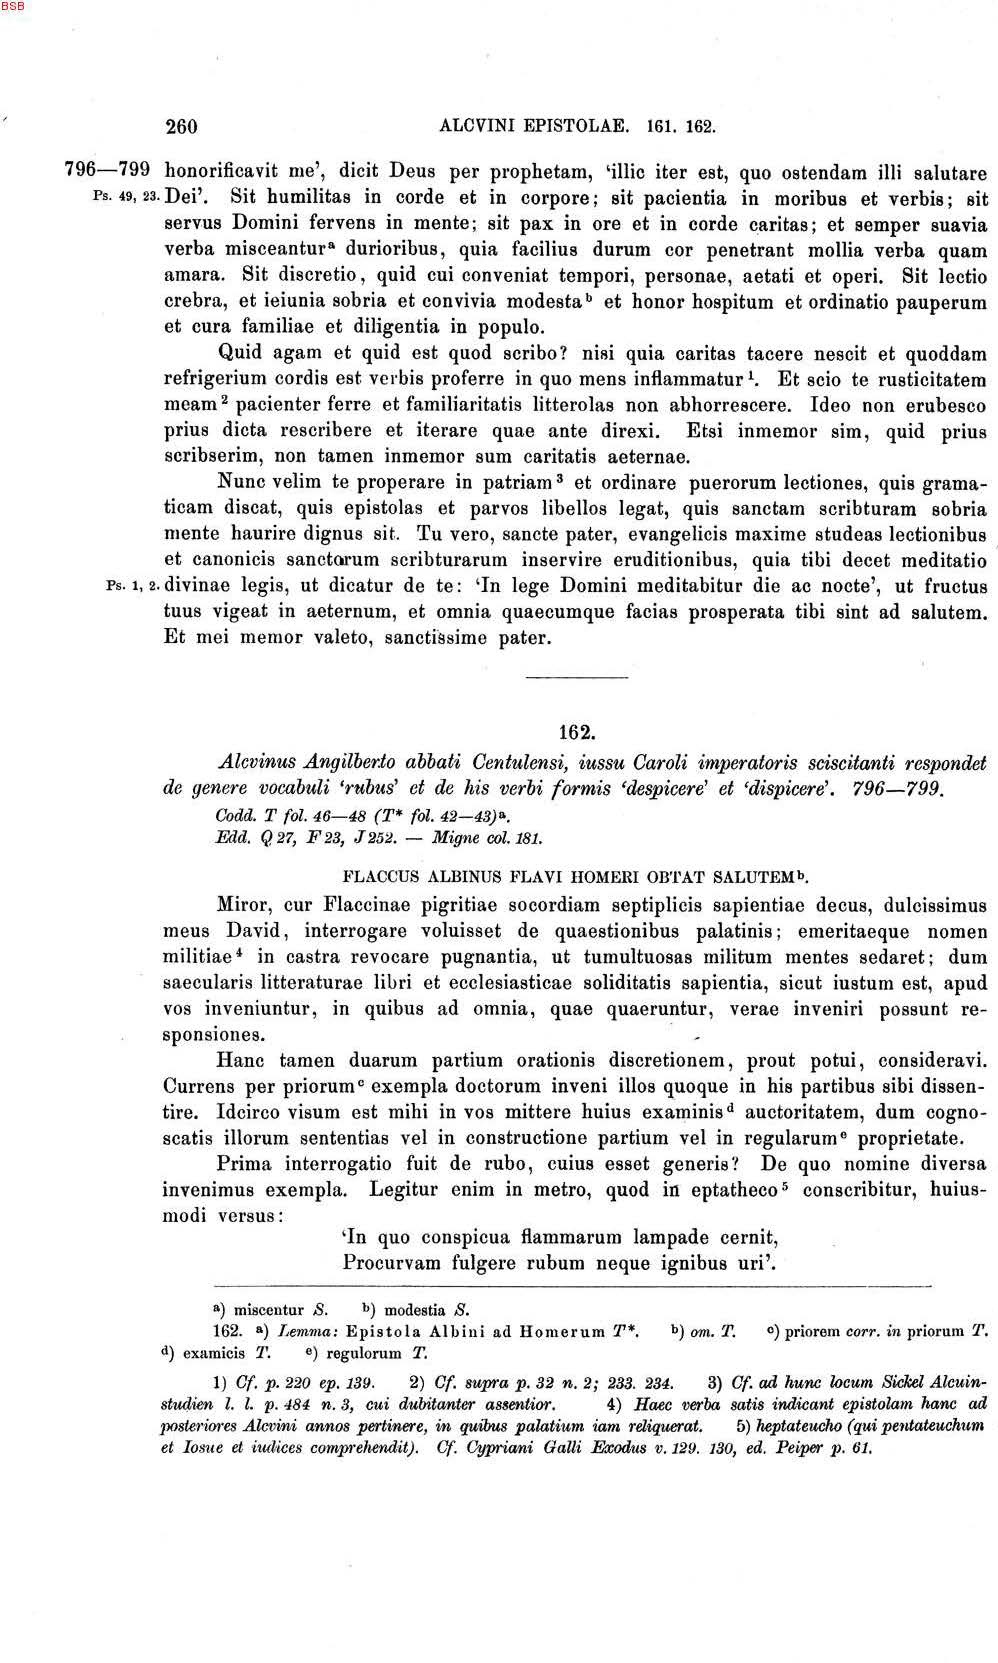 BSB
260 ALCVINI EPISTOLAE. 161. 162.
796—799 honorificavit me’, dicit Deus per prophetam, ‘illic iter est, quo ostendam illi salutare
Ps. 49, 23. Dei’. Sit humilitas in corde et in corpore; sit pacientia in moribus et verbis; sit
servus Domini fervens in mente; sit pax in ore et in corde caritas; et semper suavia
verba misceanturᵃ durioribus, quia facilius durum cor penetrant mollia verba quam
amara. Sit discretio, quid cui conveniat tempori, personae, aetati et operi. Sit lectio
crebra, et ieiunia sobria et convivia modestaᵇ et honor hospitum et ordinatio pauperum
et cura familiae et diligentia in populo.
Quid agam et quid est quod scribo? nisi quia caritas tacere nescit et quoddam
refrigerium cordis est verbis proferre in quo mens inflammatur¹. Et scio te rusticitatem
meam² pacienter ferre et familiaritatis litterolas non abhorrescere. Ideo non erubesco
prius dicta rescribere et iterare quae ante direxi. Etsi inmemor sim, quid prius
scribserim, non tamen inmemor sum caritatis aeternae.
Nunc velim te properare in patriam³ et ordinare puerorum lectiones, quis grama-
ticam discat, quis epistolas et parvos libellos legat, quis sanctam scribturam sobria
mente haurire dignus sit. Tu vero, sancte pater, evangelicis maxime studeas lectionibus
et canonicis sanctarum scribturarum inservire eruditionibus, quia tibi decet meditatio
Ps. 1, 2. divinae legis, ut dicatur de te: ‘In lege Domini meditabitur die ac nocte’, ut fructus
tuus vigeat in aeternum, et omnia quaecumque facias prosperata tibi sint ad salutem.
Et mei memor valeto, sanctissime pater.
162.
Alcvinus Angilberto abbati Centulensi, iussu Caroli imperatoris sciscitanti respondet
de genere vocabuli ‘rubus’ et de his verbi formis ‘despicere’ et ‘dispicere’. 796—799.
Codd. T fol. 46—48 (T* fol. 42—43)ᵃ.
Edd. Q 27, F 23, J 252. — Migne col. 181.
FLACCUS ALBINUS FLAVI HOMERI OBTAT SALUTEMᵇ.
Miror, cur Flaccinae pigritiae socordiam septiplicis sapientiae decus, dulcissimus
meus David, interrogare voluisset de quaestionibus palatinis; emeritaeque nomen
militiae⁴ in castra revocare pugnantia, ut tumultuosas militum mentes sedaret; dum
saecularis litteraturae libri et ecclesiasticae soliditatis sapientia, sicut iustum est, apud
vos inveniuntur, in quibus ad omnia, quae quaeruntur, verae inveniri possunt re-
sponsiones.
Hanc tamen duarum partium orationis discretionem, prout potui, consideravi.
Currens per priorumᶜ exempla doctorum inveni illos quoque in his partibus sibi dissen-
tire. Idcirco visum est mihi in vos mittere huius examinisᵈ auctoritatem, dum cogno-
scatis illorum sententias vel in constructione partium vel in regularumᵉ proprietate.
Prima interrogatio fuit de rubo, cuius esset generis? De quo nomine diversa
invenimus exempla. Legitur enim in metro, quod in eptatheco⁵ conscribitur, huius-
modi versus:
‘In quo conspicua flammarum lampade cernit,
Procurvam fulgere rubum neque ignibus uri’.
a) miscentur S. b) modestia S.
162. a) Lemma: Epistola Albini ad Homerum T*. b) om. T. c) priorem corr. in priorum T.
d) examicis T. e) regulorum T.
1) Cf. p. 220 ep. 139. 2) Cf. supra p. 32 n. 2; 233. 234. 3) Cf. ad hunc locum Sickel Alcuin-
studien l. l. p. 484 n. 3, cui dubitanter assentior. 4) Haec verba satis indicant epistolam hanc ad
posteriores Alcvini annos pertinere, in quibus palatium iam reliquerat. 5) heptateucho (qui pentateuchum
et Iosue et iudices comprehendit). Cf. Cypriani Galli Exodus v. 129. 130, ed. Peiper p. 61.